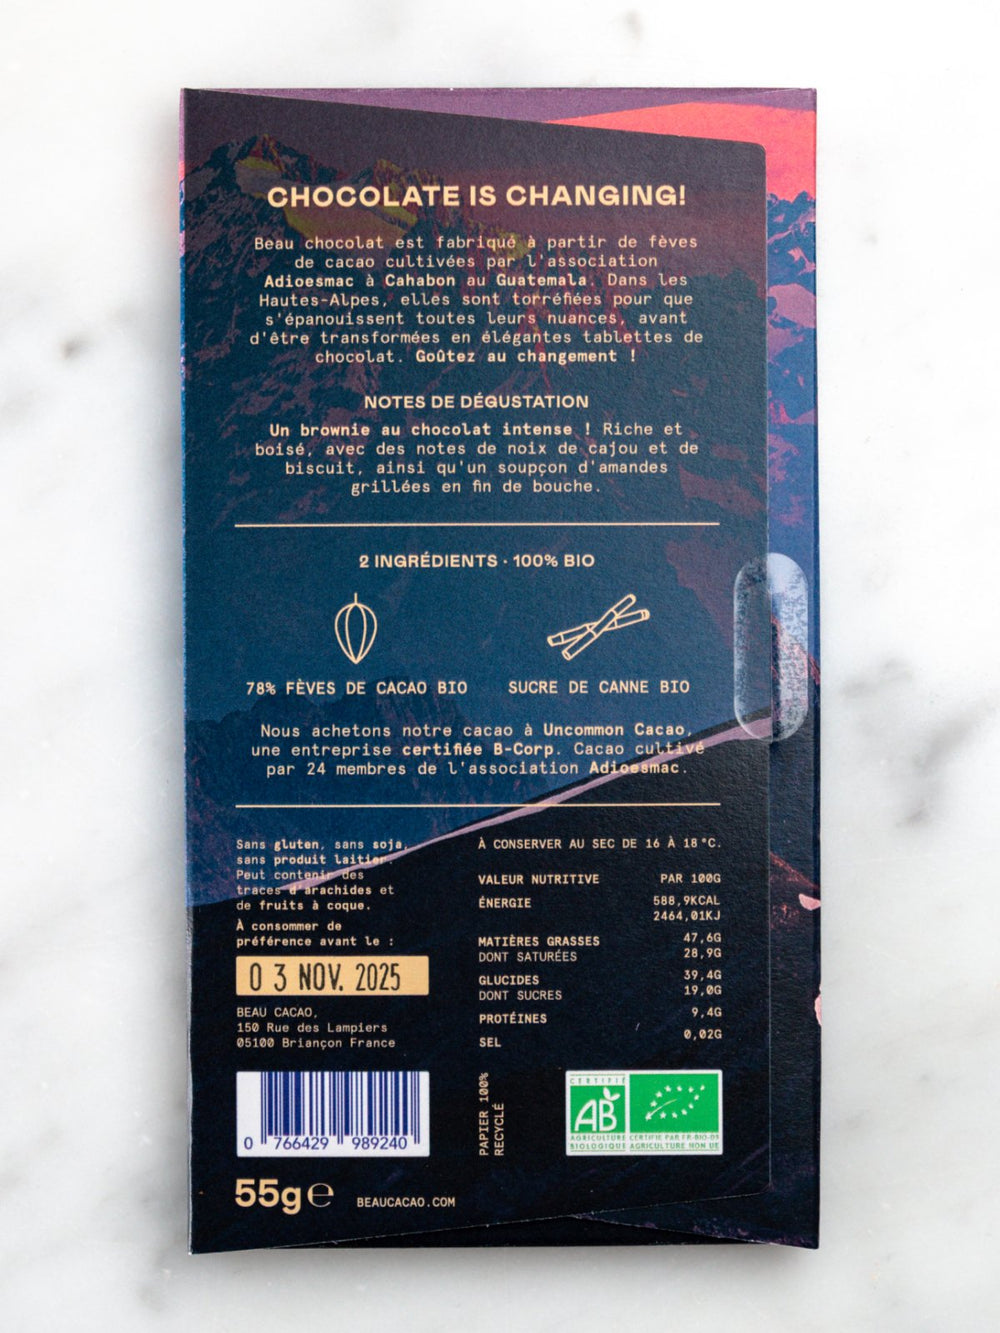 CHOCOLATE IS CHANGING!
Beau chocolat est fabriqué à partir de fèves
de cacao cultivées par l'association
Adioesmac à Cahabon au Guatemala. Dans les
Hautes-Alpes, elles sont torréfiées pour que
s'épanouissent toutes leurs nuances, avant
d'être transformées en élégantes tablettes de
chocolat. Goûtez au changement !
NOTES DE DÉGUSTATION
Un brownie au chocolat intense ! Riche et
boisé, avec des notes de noix de cajou et de
biscuit, ainsi qu'un soupçon d'amandes
grillées en fin de bouche.
2 INGRÉDIENTS · 100% BIO
78% FÈVES DE CACAO BIO
SUCRE DE CANNE BIO
Nous achetons notre cacao à Uncommon Cacao,
une entreprise certifiée B-Corp. Cacao cultivé
par 24 membres de l'association Adioesmac.
Sans gluten, sans soja,
sans produit laitier.
Peut contenir des
traces d'arachides et
de fruits à coque.
À consommer de
préférence avant le :
03 NOV. 2025
BEAU CACAO,
150 Rue des Lampiers
05100 Briançon France
0 766429 989240
55g e
BEAUCACAO.COM
À CONSERVER AU SEC DE 16 À 18°C.
VALEUR NUTRITIVE PAR 100G
ÉNERGIE 588,9KCAL
2464,01KJ
MATIÈRES GRASSES 47,6G
DONT SATURÉES 28,9G
GLUCIDES 39,4G
DONT SUCRES 19,0G
PROTÉINES 9,4G
SEL 0,02G
PAPIER 100%
RECYCLÉ
CERTIFIÉ
AB
AGRICULTURE
BIOLOGIQUE
CERTIFIÉ PAR FR-BIO-09
AGRICULTURE NON UE